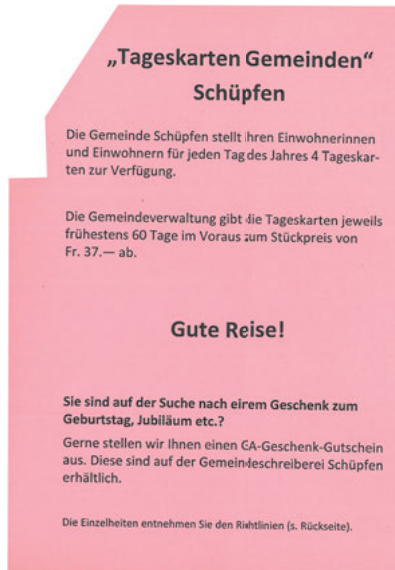 „Tageskarten Gemeinden“
Schüpfen
Die Gemeinde Schüpfen stellt ihren Einwohnerinnen
und Einwohnern für jeden Tag des Jahres 4 Tageskar-
ten zur Verfügung.
Die Gemeindeverwaltung gibt die Tageskarten jeweils
frühestens 60 Tage im Voraus zum Stückpreis von
Fr. 37.— ab.
Gute Reise!
Sie sind auf der Suche nach einem Geschenk zum
Geburtstag, Jubiläum etc.?
Gerne stellen wir Ihnen einen GA-Geschenk-Gutschein
aus. Diese sind auf der Gemeindeschreiberei Schüpfen
erhältlich.
Die Einzelheiten entnehmen Sie den Richtlinien (s. Rückseite).